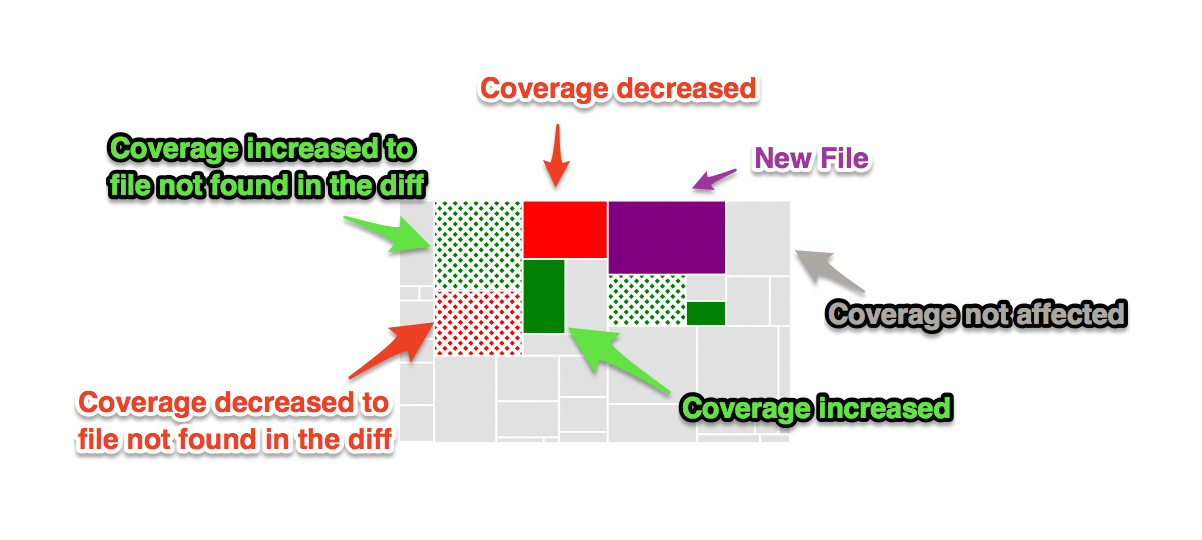 Coverage decreased
Coverage increased to
file not found in the diff
New File
Coverage not affected
Coverage decreased to
file not found in the diff
Coverage increased